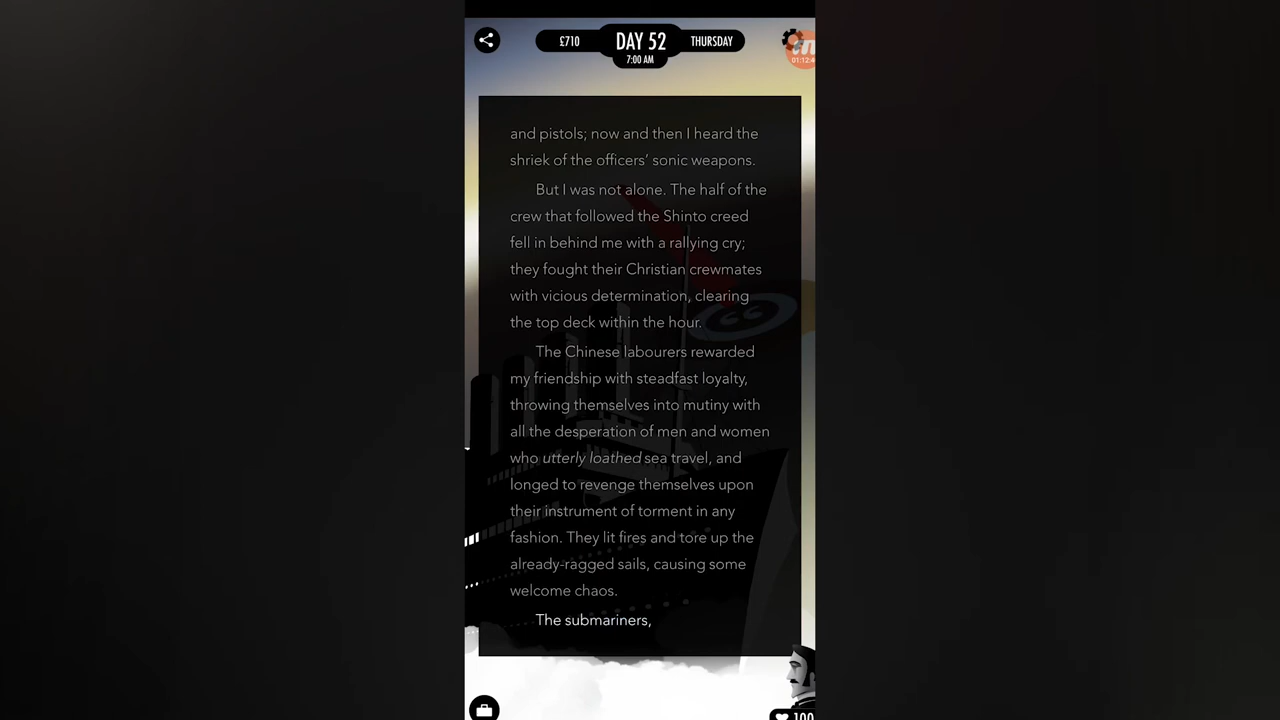 £710
DAY 52
THURSDAY
7:00 AM
01:12:4
and pistols; now and then I heard the
shriek of the officers’ sonic weapons.
But I was not alone. The half of the
crew that followed the Shinto creed
fell in behind me with a rallying cry;
they fought their Christian crewmates
with vicious determination, clearing
the top deck within the hour.
The Chinese labourers rewarded
my friendship with steadfast loyalty,
throwing themselves into mutiny with
all the desperation of men and women
who utterly loathed sea travel, and
longed to revenge themselves upon
their instrument of torment in any
fashion. They lit fires and tore up the
already-ragged sails, causing some
welcome chaos.
The submariners,
100